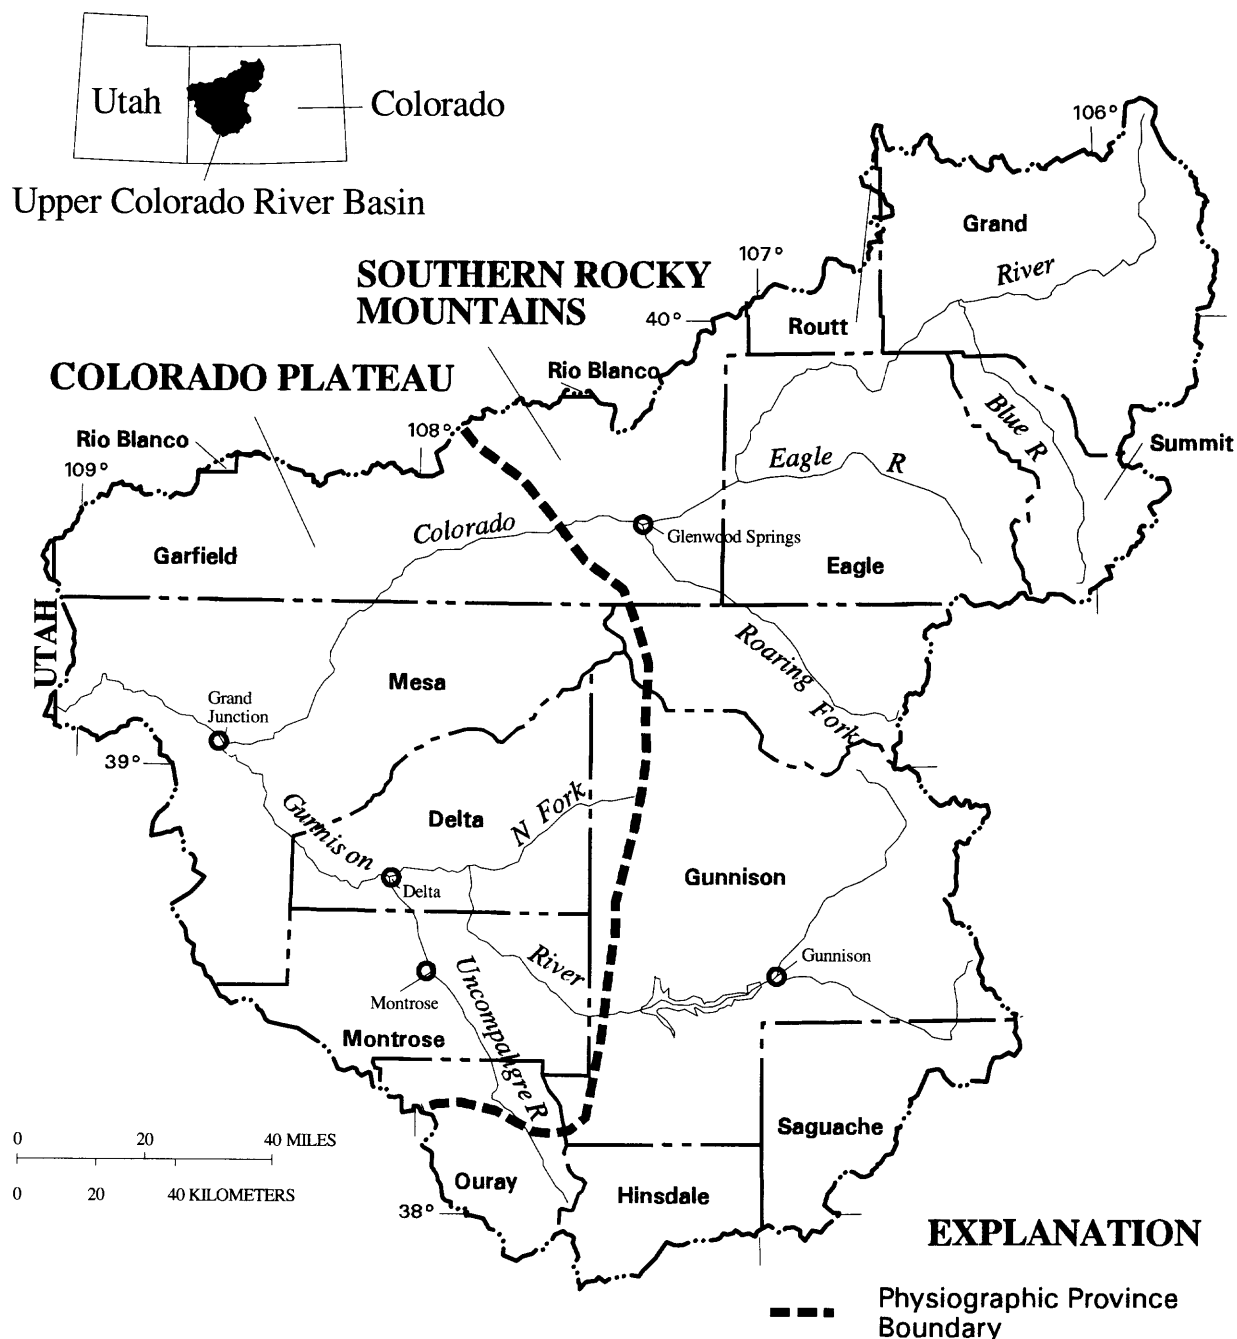 Utah
Colorado
Upper Colorado River Basin
106°
Grand
SOUTHERN ROCKY
MOUNTAINS
107°
River
40°
Routt
COLORADO PLATEAU
Rio Blanco
Blue R
108°
Rio Blanco
Summit
109°
Eagle R
Colorado
Glenwood Springs
Garfield
Eagle
UTAH
Roaring Fork
Mesa
Grand
Junction
39°
Gunnison
N Fork
Delta
Delta
Gunnison
River
Gunnison
Uncompahgre R
Montrose
Montrose
Saguache
0 20 40 MILES
0 20 40 KILOMETERS
Ouray
Hinsdale
38°
EXPLANATION
Physiographic Province
Boundary